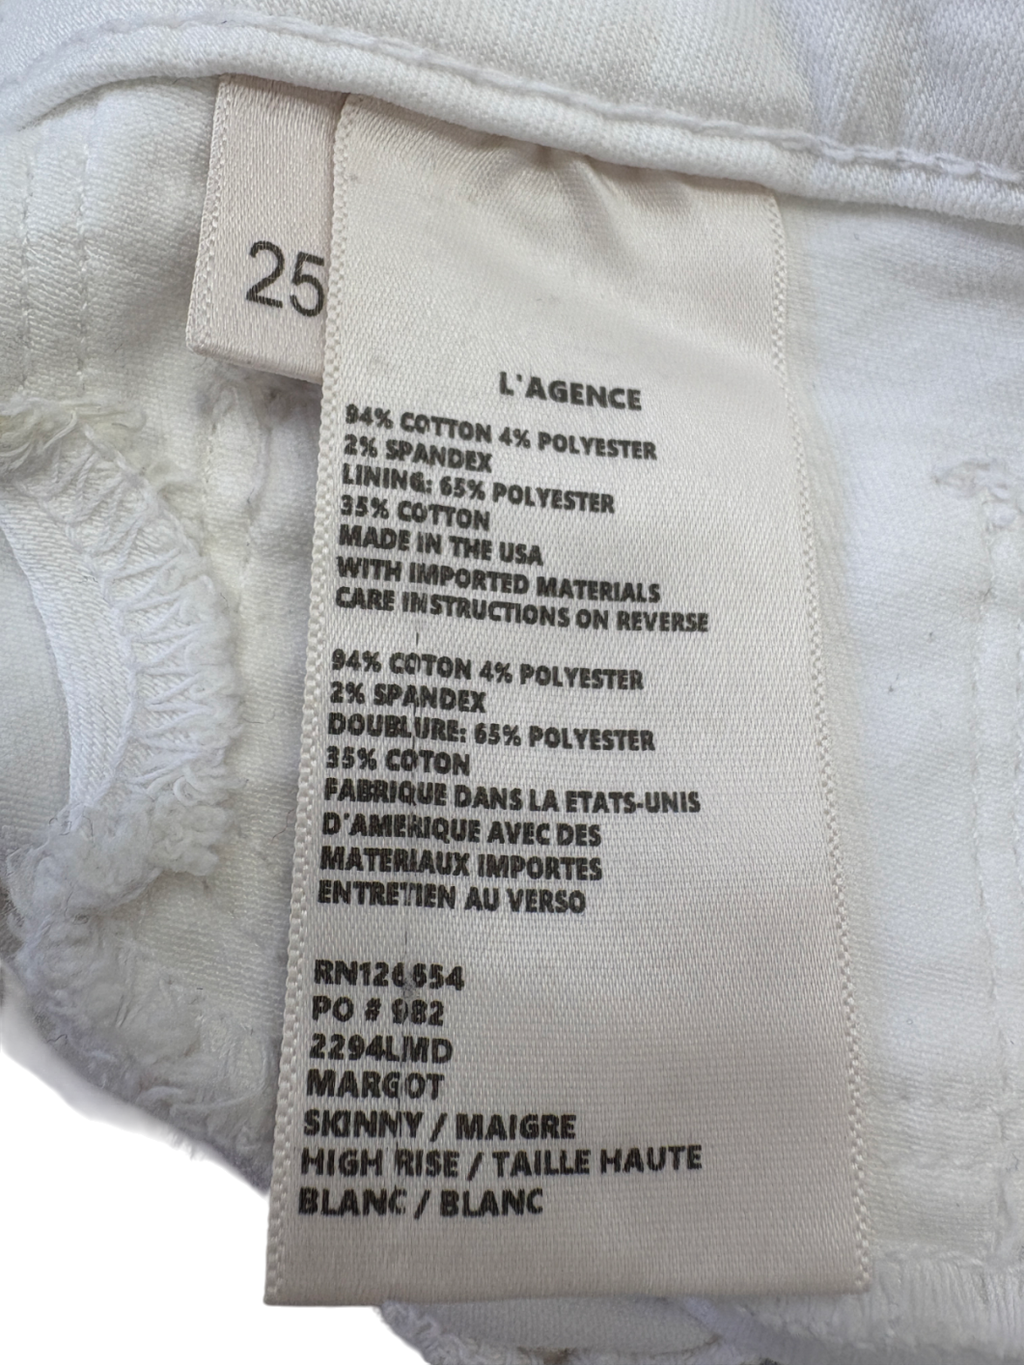 25
L'AGENCE
94% COTTON 4% POLYESTER
2% SPANDEX
LINING: 65% POLYESTER
35% COTTON
MADE IN THE USA
WITH IMPORTED MATERIALS
CARE INSTRUCTIONS ON REVERSE
94% COTON 4% POLYESTER
2% SPANDEX
DOUBLURE: 65% POLYESTER
35% COTON
FABRIQUE DANS LA ETATS-UNIS
D'AMERIQUE AVEC DES
MATERIAUX IMPORTES
ENTRETIEN AU VERSO
RN126654
PO # 982
2294LMD
MARGOT
SKINNY / MAIGRE
HIGH RISE / TAILLE HAUTE
BLANC / BLANC